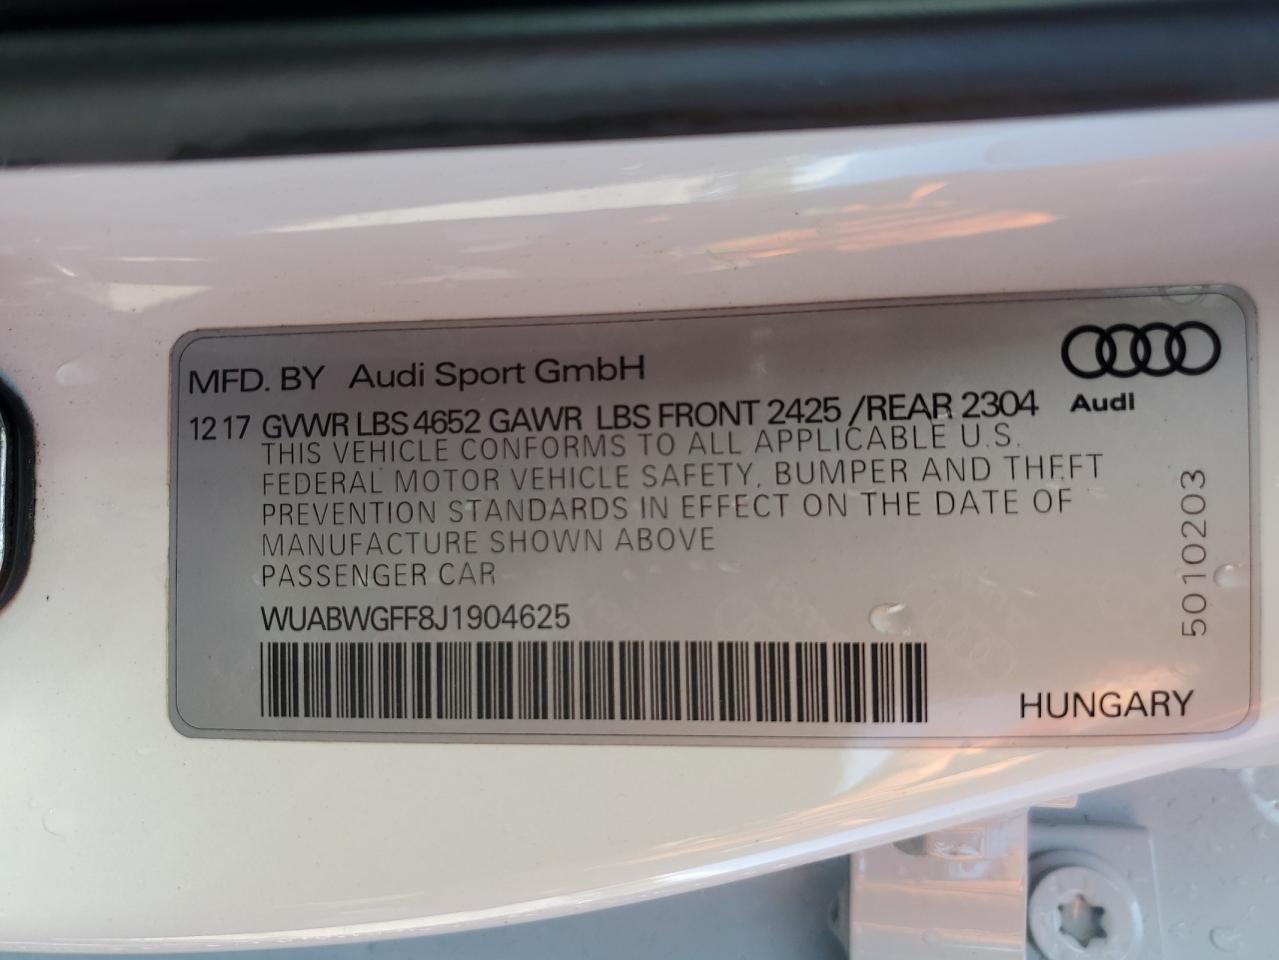 MFD. BY Audi Sport GmbH
12 17 GVWR LBS 4652 GAWR LBS FRONT 2425 /REAR 2304
Audi
THIS VEHICLE CONFORMS TO ALL APPLICABLE U.S.
FEDERAL MOTOR VEHICLE SAFETY, BUMPER AND THEFT
PREVENTION STANDARDS IN EFFECT ON THE DATE OF
MANUFACTURE SHOWN ABOVE
PASSENGER CAR
WUABWGFF8J1904625
5010203
HUNGARY